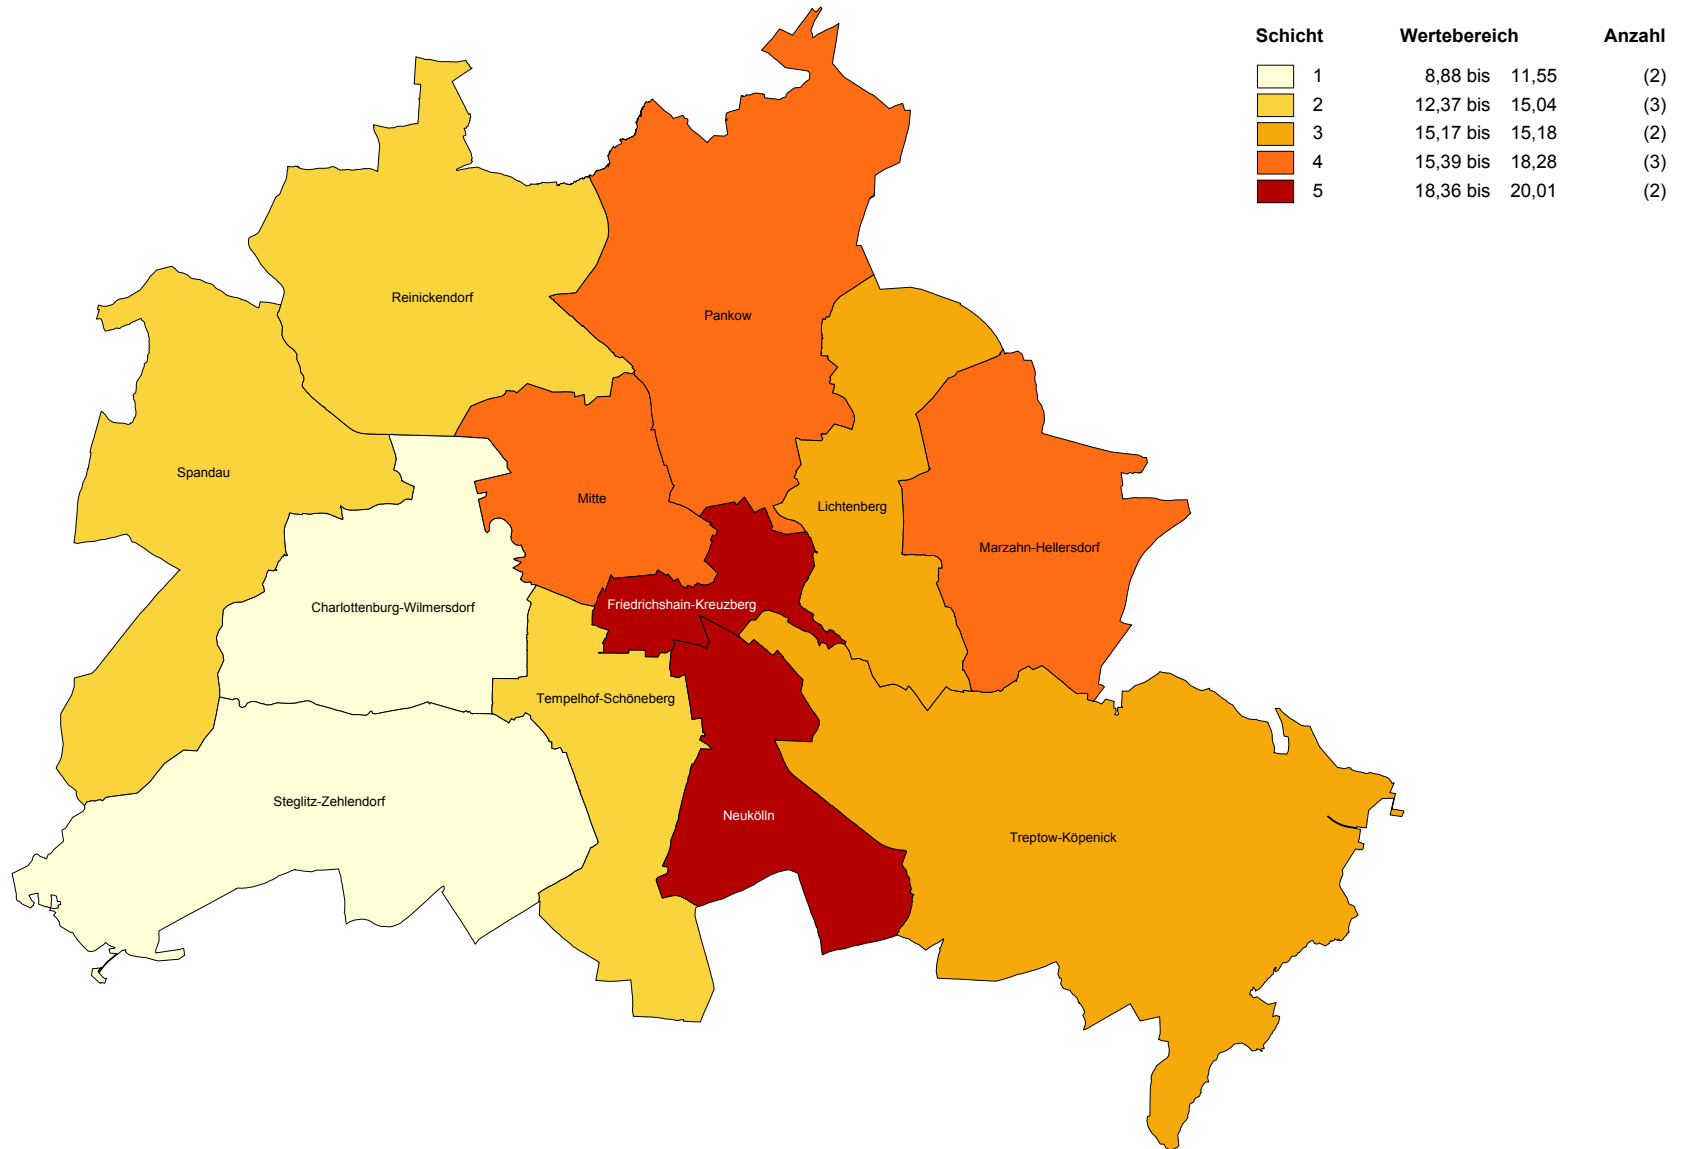 Schicht Wertebereich Anzahl
1 8,88 bis 11,55 (2)
2 12,37 bis 15,04 (3)
3 15,17 bis 15,18 (2)
4 15,39 bis 18,28 (3)
5 18,36 bis 20,01 (2)
Reinickendorf
Pankow
Spandau
Mitte
Lichtenberg
Marzahn-Hellersdorf
Charlottenburg-Wilmersdorf
Friedrichshain-Kreuzberg
Tempelhof-Schöneberg
Steglitz-Zehlendorf
Neukölln
Treptow-Köpenick